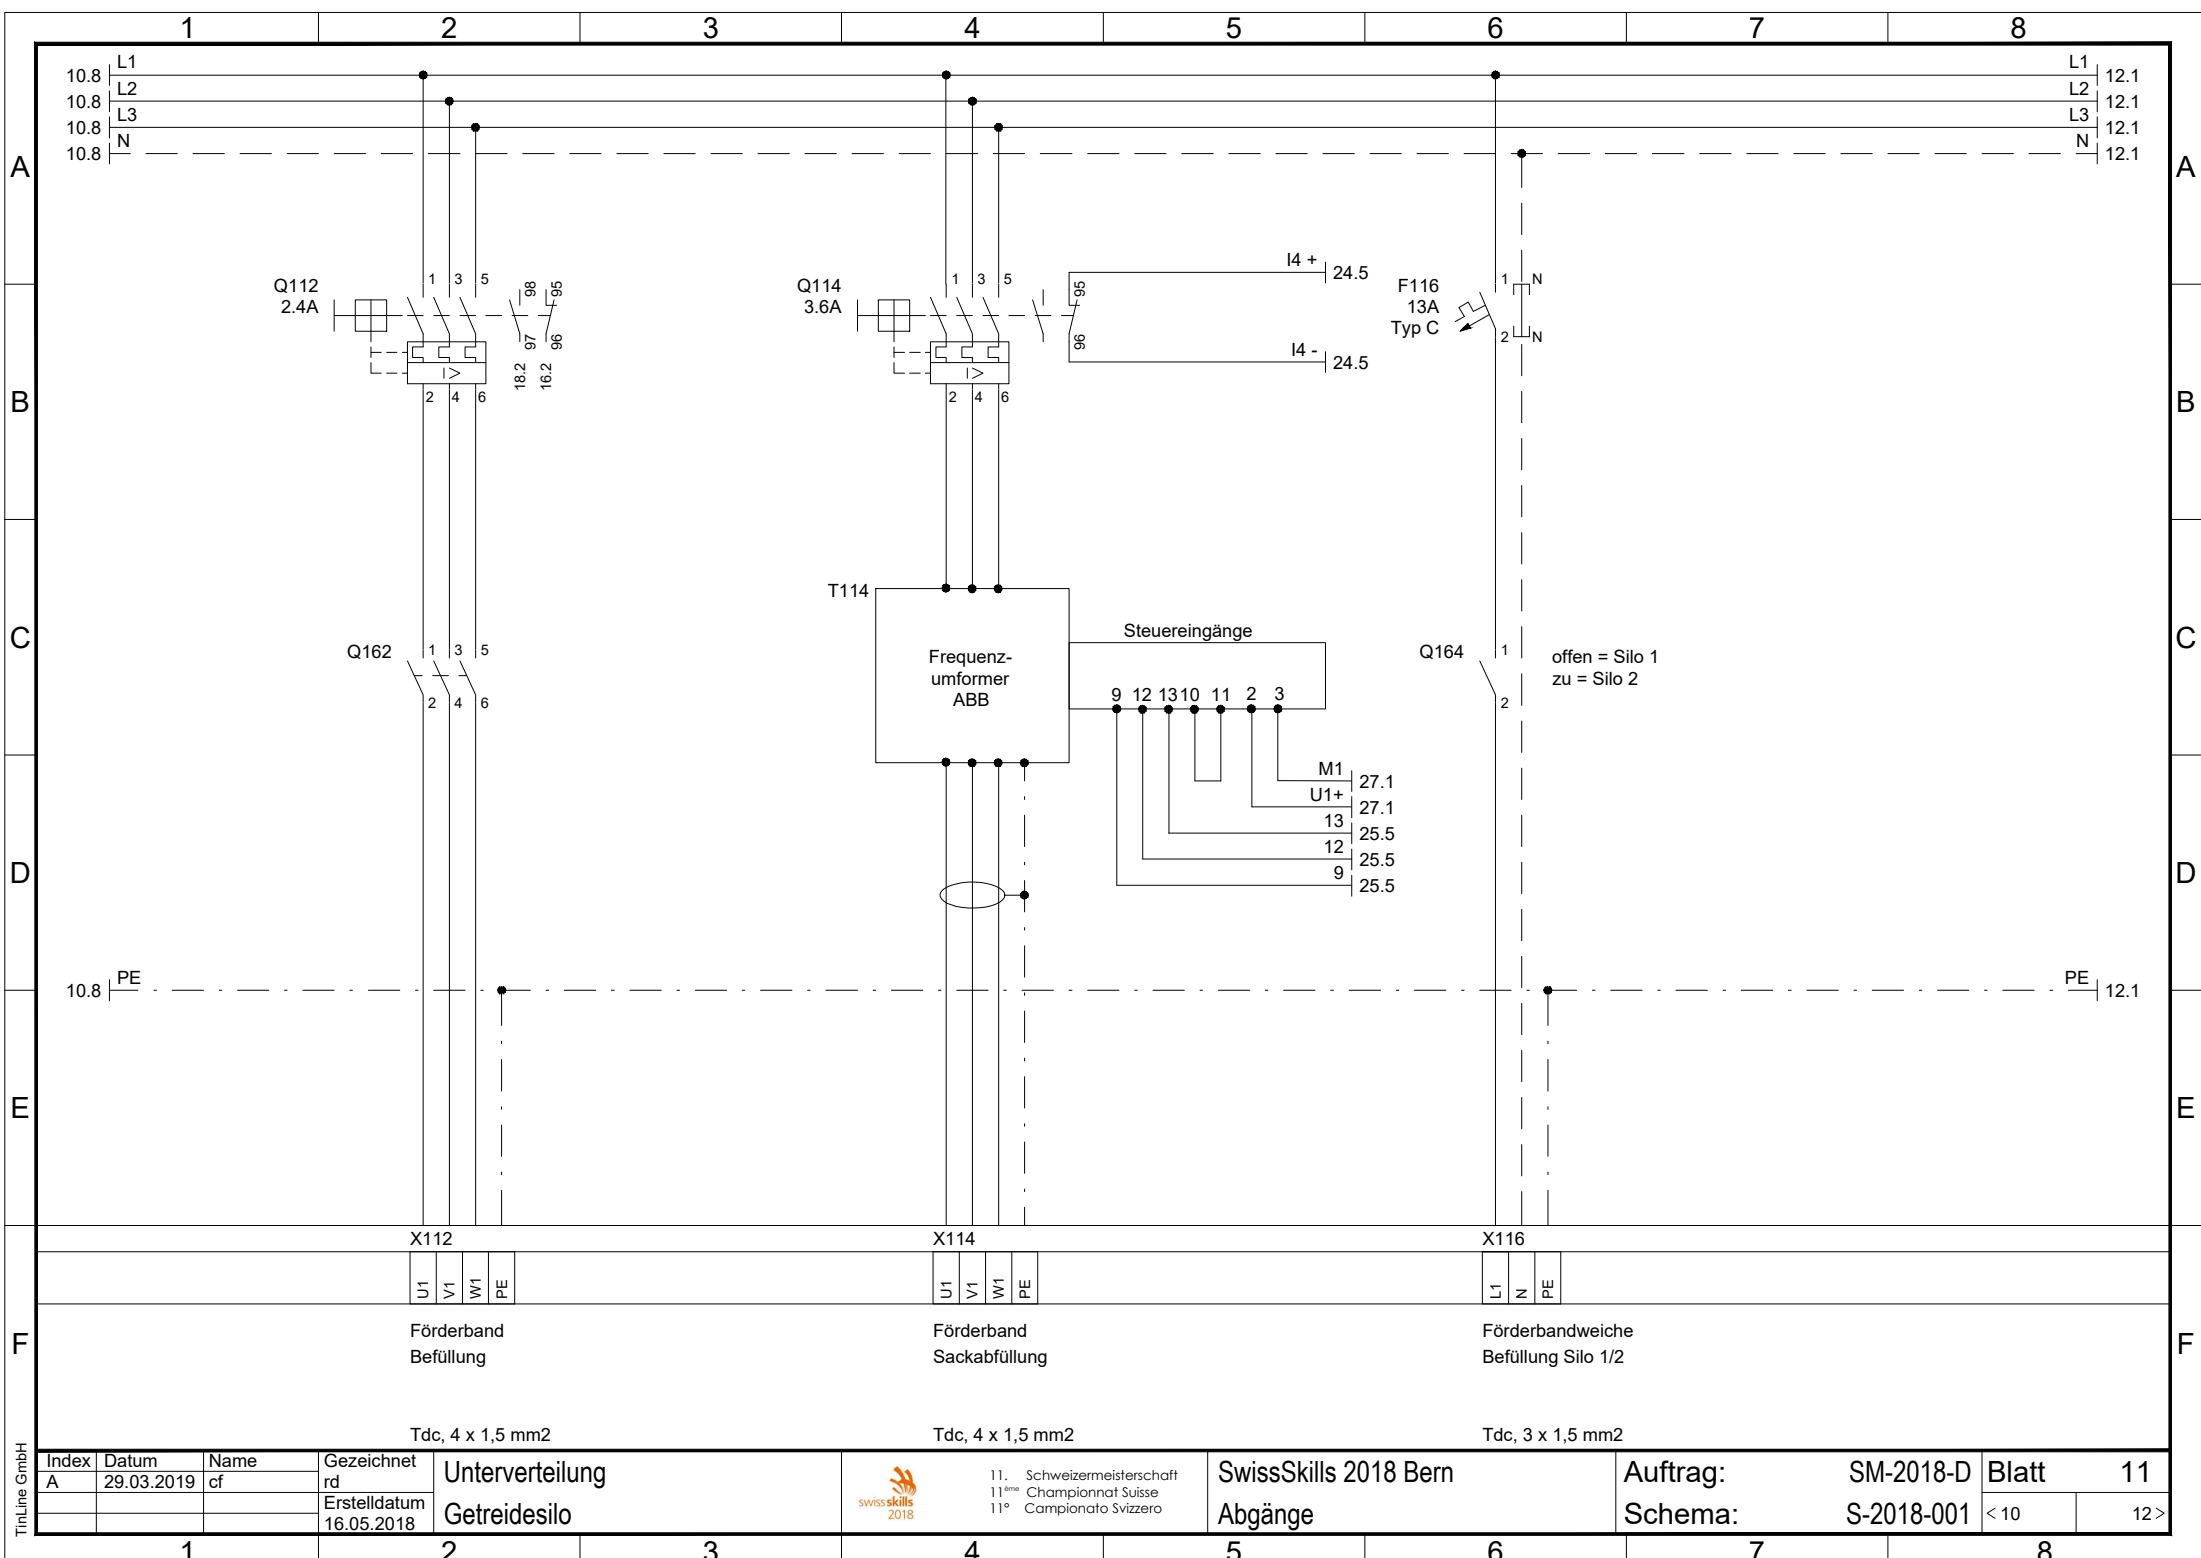 1 2 3 4 5 6 7 8
10.8 L1 L1 12.1
10.8 L2 L2 12.1
10.8 L3 L3 12.1
10.8 N N 12.1
A A
B B
C C
D D
E E
F F
Q112
2.4A
1 3 5
98 95
97 96
2 4 6
18.2 16.2
Q114
3.6A
1 3 5
95
96
2 4 6
I4 + 24.5
I4 - 24.5
F116
13A
Typ C
1 N
2 N
Q162
1 3 5
2 4 6
T114
Frequenz-
umformer
ABB
Steuereingänge
9 12 13 10 11 2 3
M1 27.1
U1+ 27.1
13 25.5
12 25.5
9 25.5
Q164
1
2
offen = Silo 1
zu = Silo 2
10.8 PE PE 12.1
X112 X114 X116
U1 V1 W1 PE
U1 V1 W1 PE
L1 N PE
Förderband
Befüllung
Förderband
Sackabfüllung
Förderbandweiche
Befüllung Silo 1/2
Tdc, 4 x 1,5 mm2
Tdc, 4 x 1,5 mm2
Tdc, 3 x 1,5 mm2
TinLine GmbH
Index Datum Name
A 29.03.2019 cf
Gezeichnet
rd
Erstelldatum
16.05.2018
Unterverteilung
Getreidesilo
swissskills
2018
11. Schweizermeisterschaft
11ème Championnat Suisse
11° Campionato Svizzero
SwissSkills 2018 Bern
Abgänge
Auftrag: SM-2018-D
Schema: S-2018-001
Blatt 11
< 10 12 >
1 2 3 4 5 6 7 8